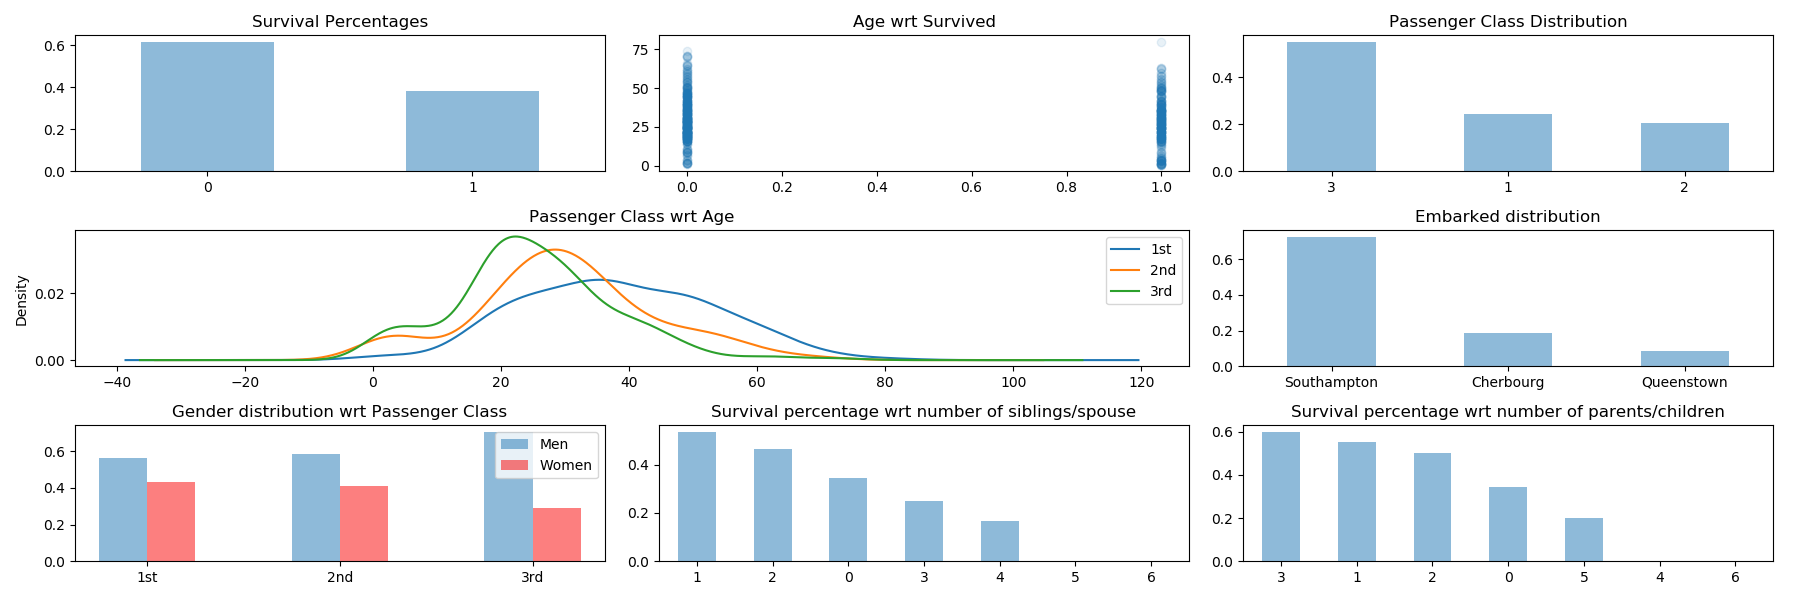 Survival Percentages
0.6
0.4
0.2
0.0
0 1
Age wrt Survived
75
50
25
0
0.0 0.2 0.4 0.6 0.8 1.0
Passenger Class Distribution
0.4
0.2
0.0
3 1 2
Passenger Class wrt Age
Density
0.02
0.00
−40 −20 0 20 40 60 80 100 120
1st
2nd
3rd
Embarked distribution
0.6
0.4
0.2
0.0
Southampton Cherbourg Queenstown
Gender distribution wrt Passenger Class
0.6
0.4
0.2
0.0
1st 2nd 3rd
Men
Women
Survival percentage wrt number of siblings/spouse
0.4
0.2
0.0
1 2 0 3 4 5 6
Survival percentage wrt number of parents/children
0.6
0.4
0.2
0.0
3 1 2 0 5 4 6